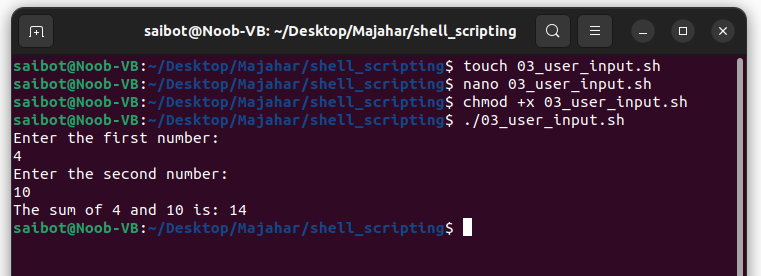 saibot@Noob-VB: ~/Desktop/Majahar/shell_scripting
saibot@Noob-VB:~/Desktop/Majahar/shell_scripting$ touch 03_user_input.sh
saibot@Noob-VB:~/Desktop/Majahar/shell_scripting$ nano 03_user_input.sh
saibot@Noob-VB:~/Desktop/Majahar/shell_scripting$ chmod +x 03_user_input.sh
saibot@Noob-VB:~/Desktop/Majahar/shell_scripting$ ./03_user_input.sh
Enter the first number:
4
Enter the second number:
10
The sum of 4 and 10 is: 14
saibot@Noob-VB:~/Desktop/Majahar/shell_scripting$